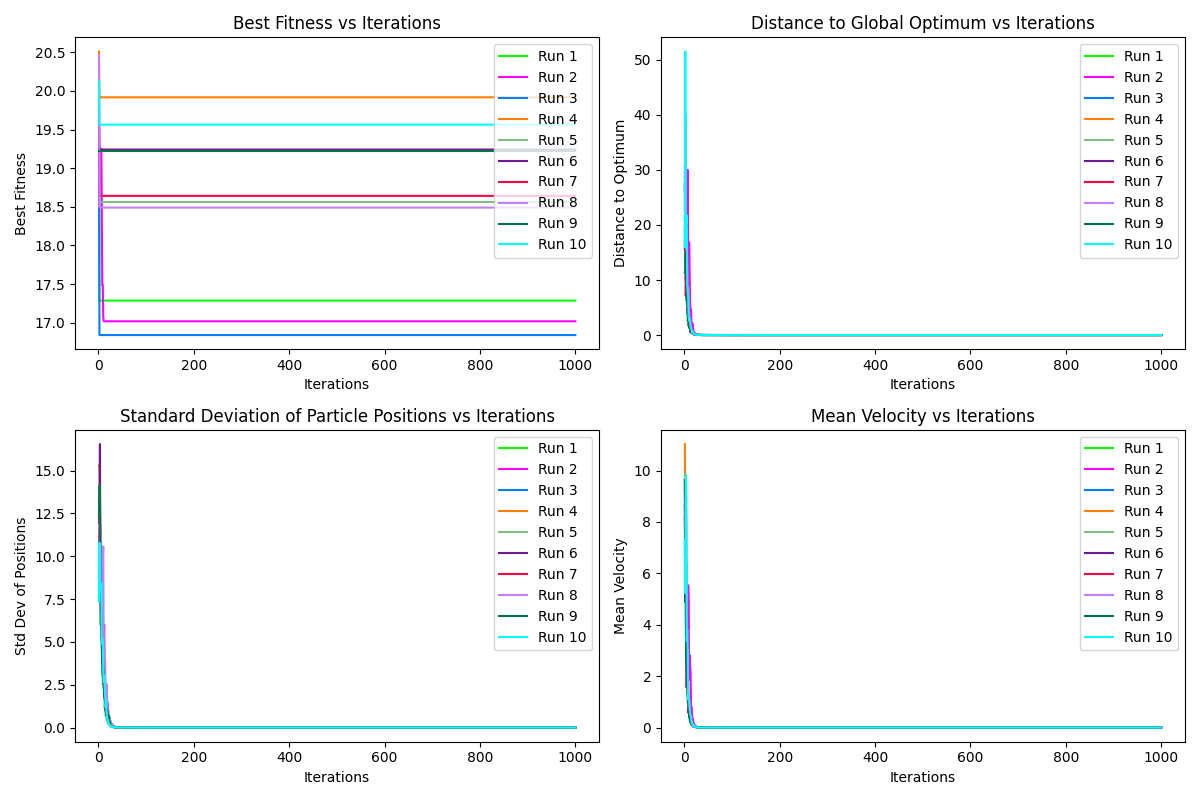 Best Fitness vs Iterations
Best Fitness
20.5
20.0
19.5
19.0
18.5
18.0
17.5
17.0
0 200 400 600 800 1000
Iterations
Run 1
Run 2
Run 3
Run 4
Run 5
Run 6
Run 7
Run 8
Run 9
Run 10
Distance to Global Optimum vs Iterations
Distance to Optimum
50
40
30
20
10
0
0 200 400 600 800 1000
Iterations
Run 1
Run 2
Run 3
Run 4
Run 5
Run 6
Run 7
Run 8
Run 9
Run 10
Standard Deviation of Particle Positions vs Iterations
Std Dev of Positions
15.0
12.5
10.0
7.5
5.0
2.5
0.0
0 200 400 600 800 1000
Iterations
Run 1
Run 2
Run 3
Run 4
Run 5
Run 6
Run 7
Run 8
Run 9
Run 10
Mean Velocity vs Iterations
Mean Velocity
10
8
6
4
2
0
0 200 400 600 800 1000
Iterations
Run 1
Run 2
Run 3
Run 4
Run 5
Run 6
Run 7
Run 8
Run 9
Run 10